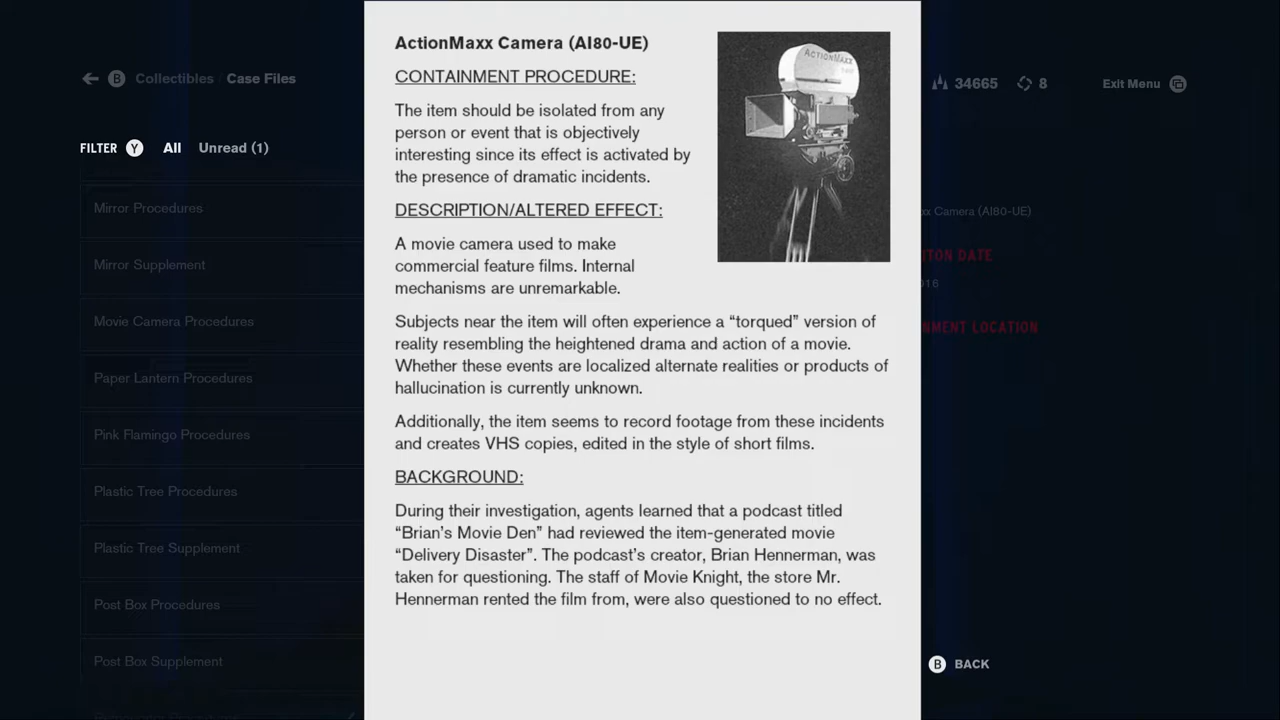 ActionMaxx Camera (AI80-UE)
CONTAINMENT PROCEDURE:
The item should be isolated from any
person or event that is objectively
interesting since its effect is activated by
the presence of dramatic incidents.
DESCRIPTION/ALTERED EFFECT:
A movie camera used to make
commercial feature films. Internal
mechanisms are unremarkable.
Subjects near the item will often experience a “torqued” version of
reality resembling the heightened drama and action of a movie.
Whether these events are localized alternate realities or products of
hallucination is currently unknown.
Additionally, the item seems to record footage from these incidents
and creates VHS copies, edited in the style of short films.
BACKGROUND:
During their investigation, agents learned that a podcast titled
“Brian’s Movie Den” had reviewed the item-generated movie
“Delivery Disaster”. The podcast’s creator, Brian Hennerman, was
taken for questioning. The staff of Movie Knight, the store Mr.
Hennerman rented the film from, were also questioned to no effect.
ACTIONMAXX
B Collectibles / Case Files
34665 8 Exit Menu
FILTER Y All Unread (1)
Mirror Procedures
Mirror Supplement
Movie Camera Procedures
Paper Lantern Procedures
Pink Flamingo Procedures
Plastic Tree Procedures
Plastic Tree Supplement
Post Box Procedures
Post Box Supplement
xx Camera (AI80-UE)
ITON DATE
016
NMENT LOCATION
B BACK